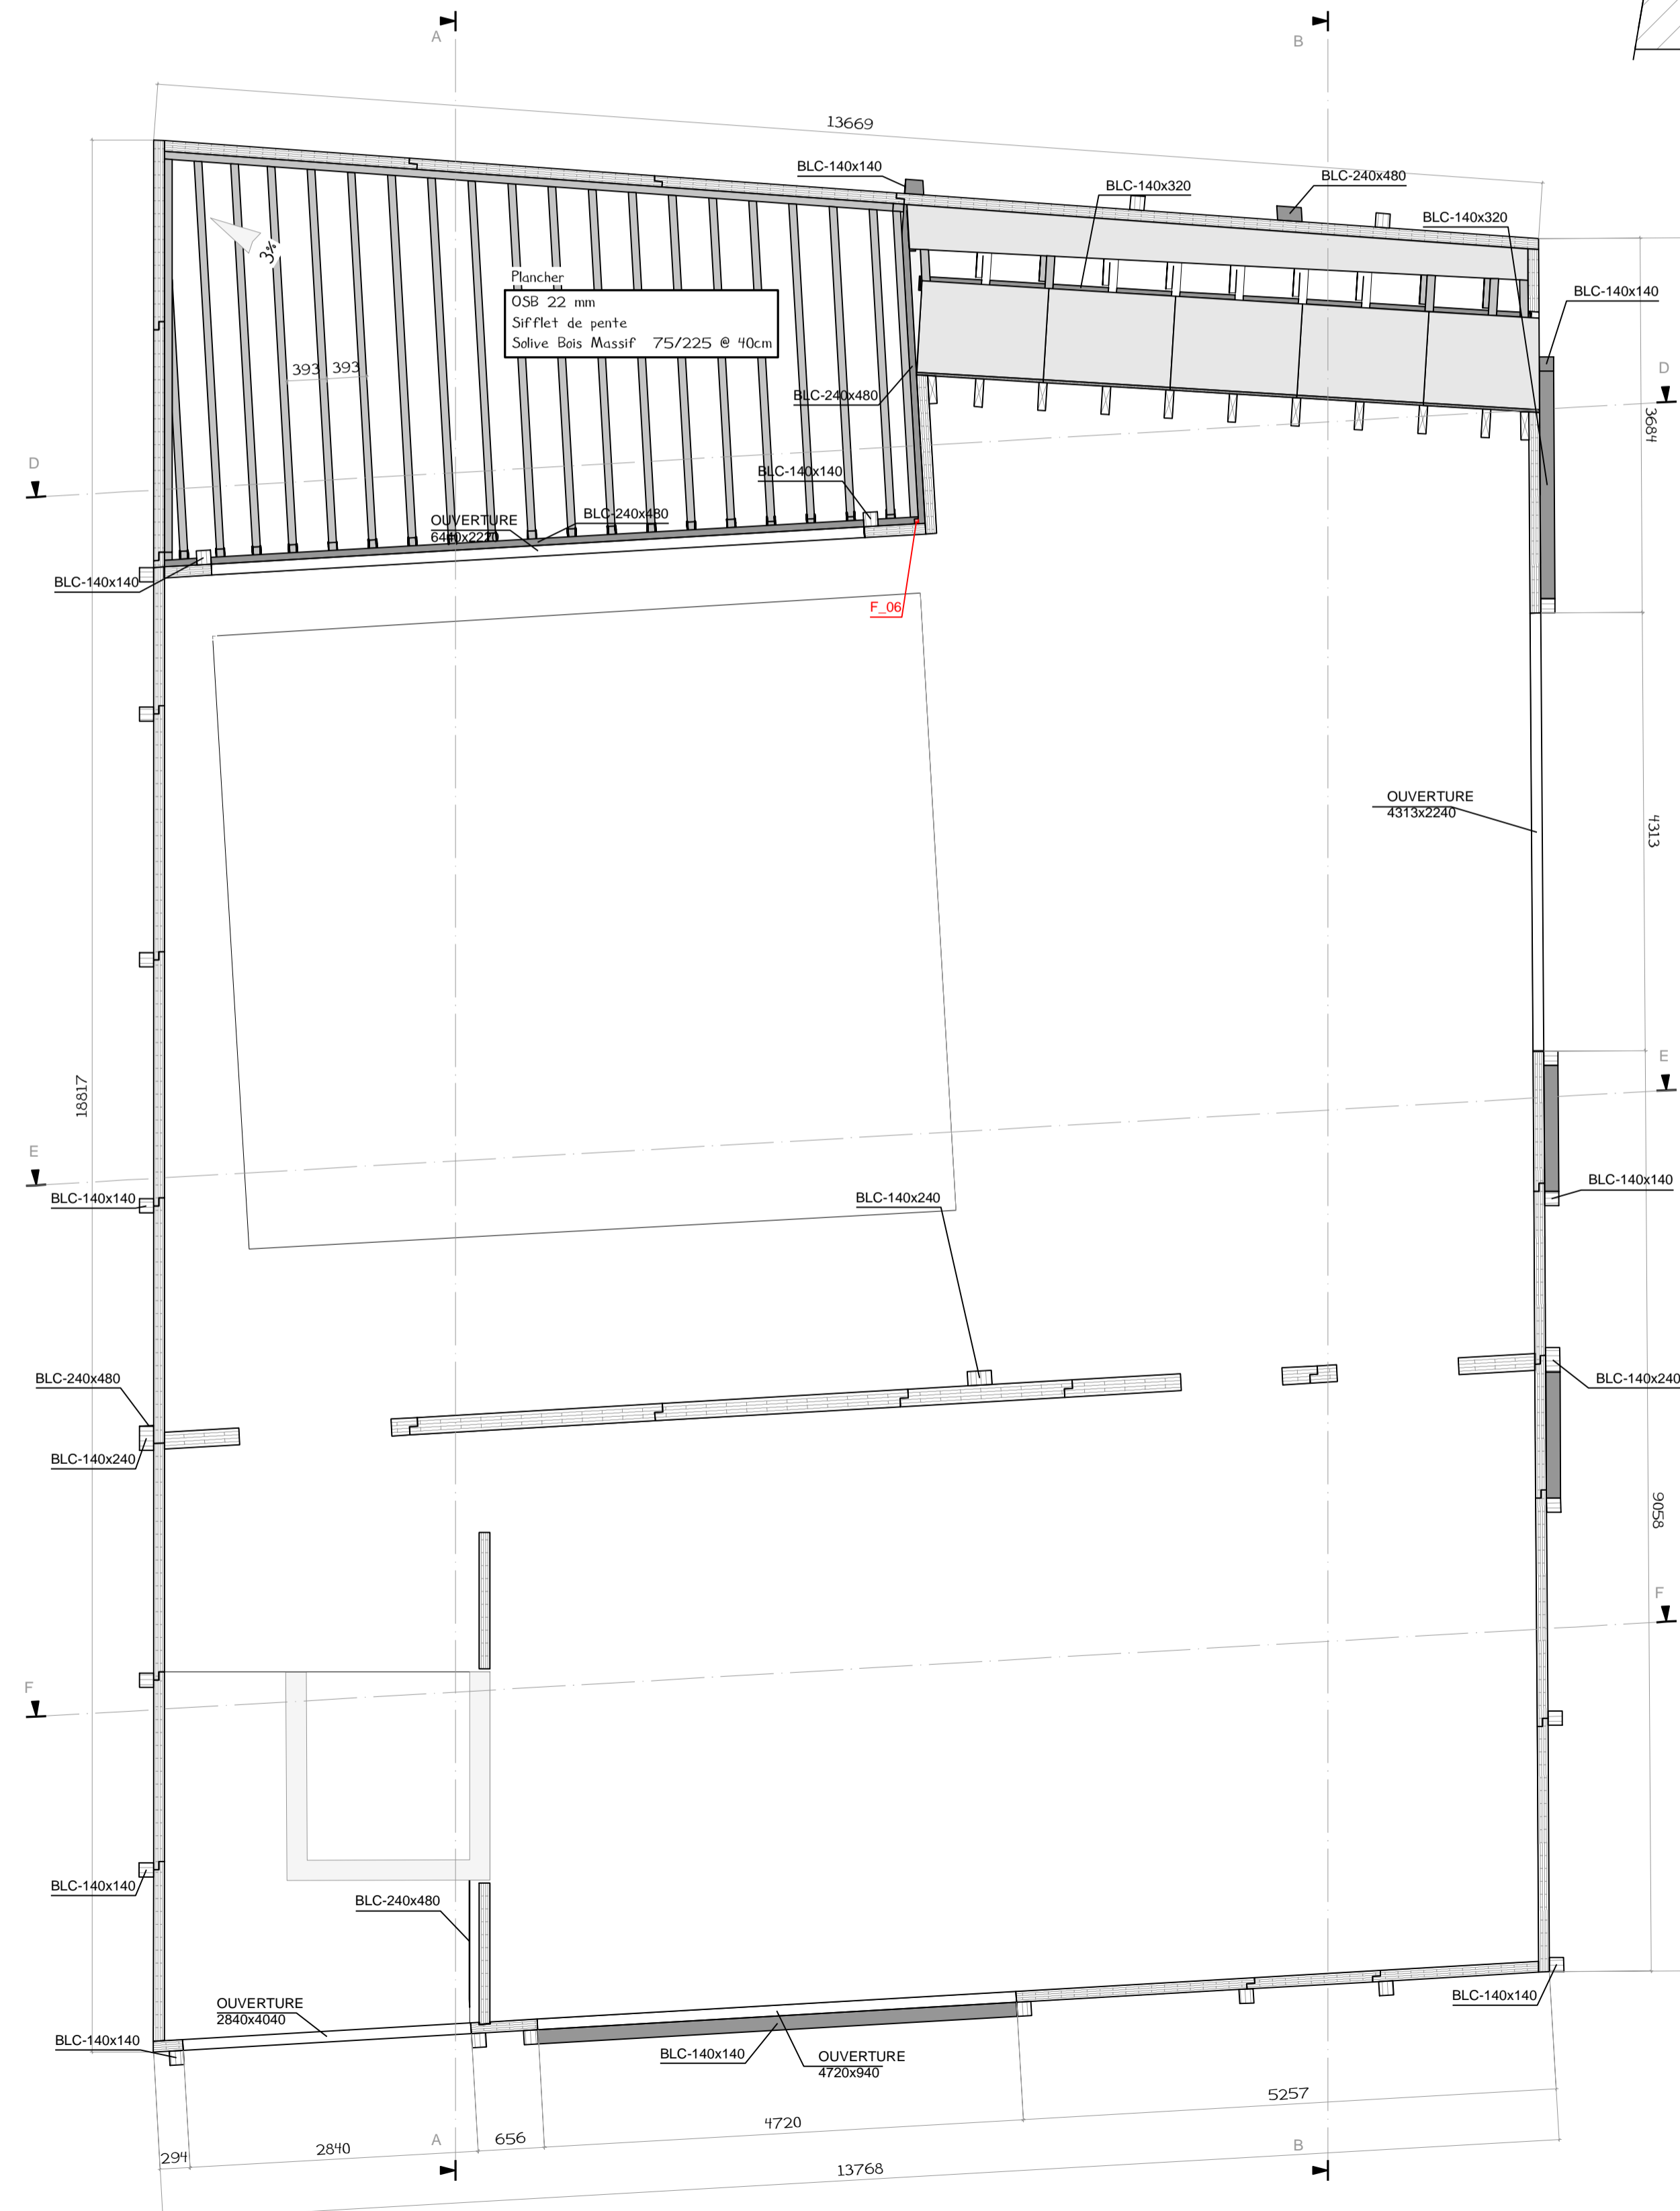 A
B
13669
BLC-140x140
BLC-140x320
BLC-240x480
BLC-140x320
3%
Plancher
OSB 22 mm
Sifflet de pente
Solive Bois Massif 75/225 @ 40cm
BLC-140x140
393
393
D
BLC-240x480
3684
D
BLC-140x140
OUVERTURE
6440x2220
BLC-240x480
BLC-140x140
F_06
OUVERTURE
4313x2240
4313
E
18817
E
BLC-140x140
BLC-140x240
BLC-140x140
BLC-240x480
BLC-140x240
BLC-140x240
9058
F
F
BLC-140x140
BLC-240x480
OUVERTURE
2840x4040
BLC-140x140
BLC-140x140
BLC-140x140
OUVERTURE
4720x940
5257
4720
A
656
2840
294
B
13768